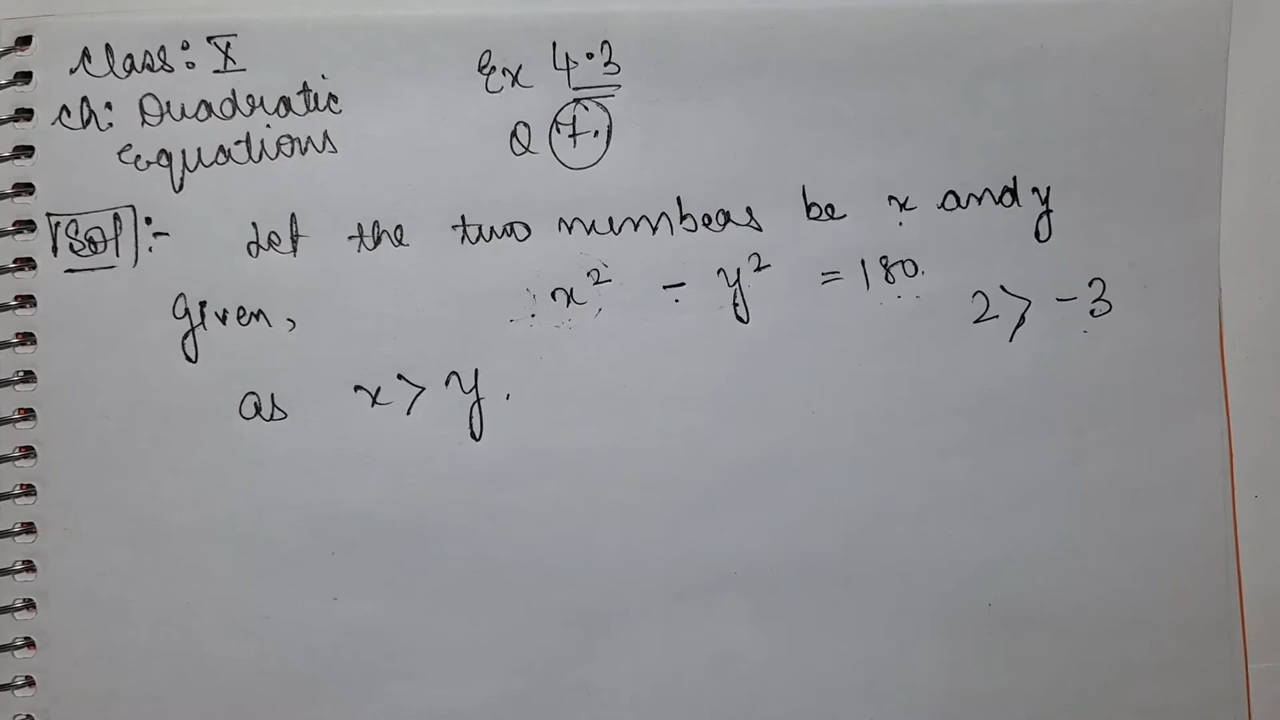 Class: X
Ch: Quadratic
Equations
Ex 4.3
Q 7.
Sol:- Let the two numbers be x and y
given, x² - y² = 180.
2 > -3
as x > y.